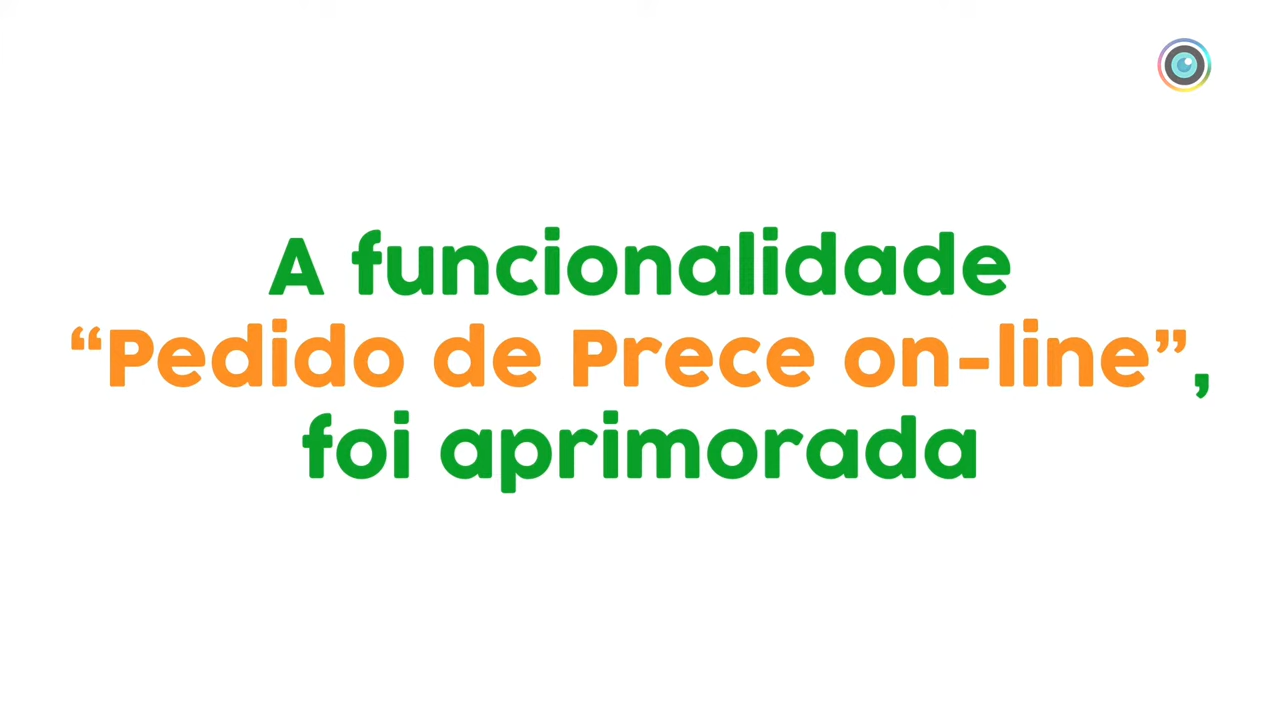 A funcionalidade
“Pedido de Prece on-line”,
foi aprimorada